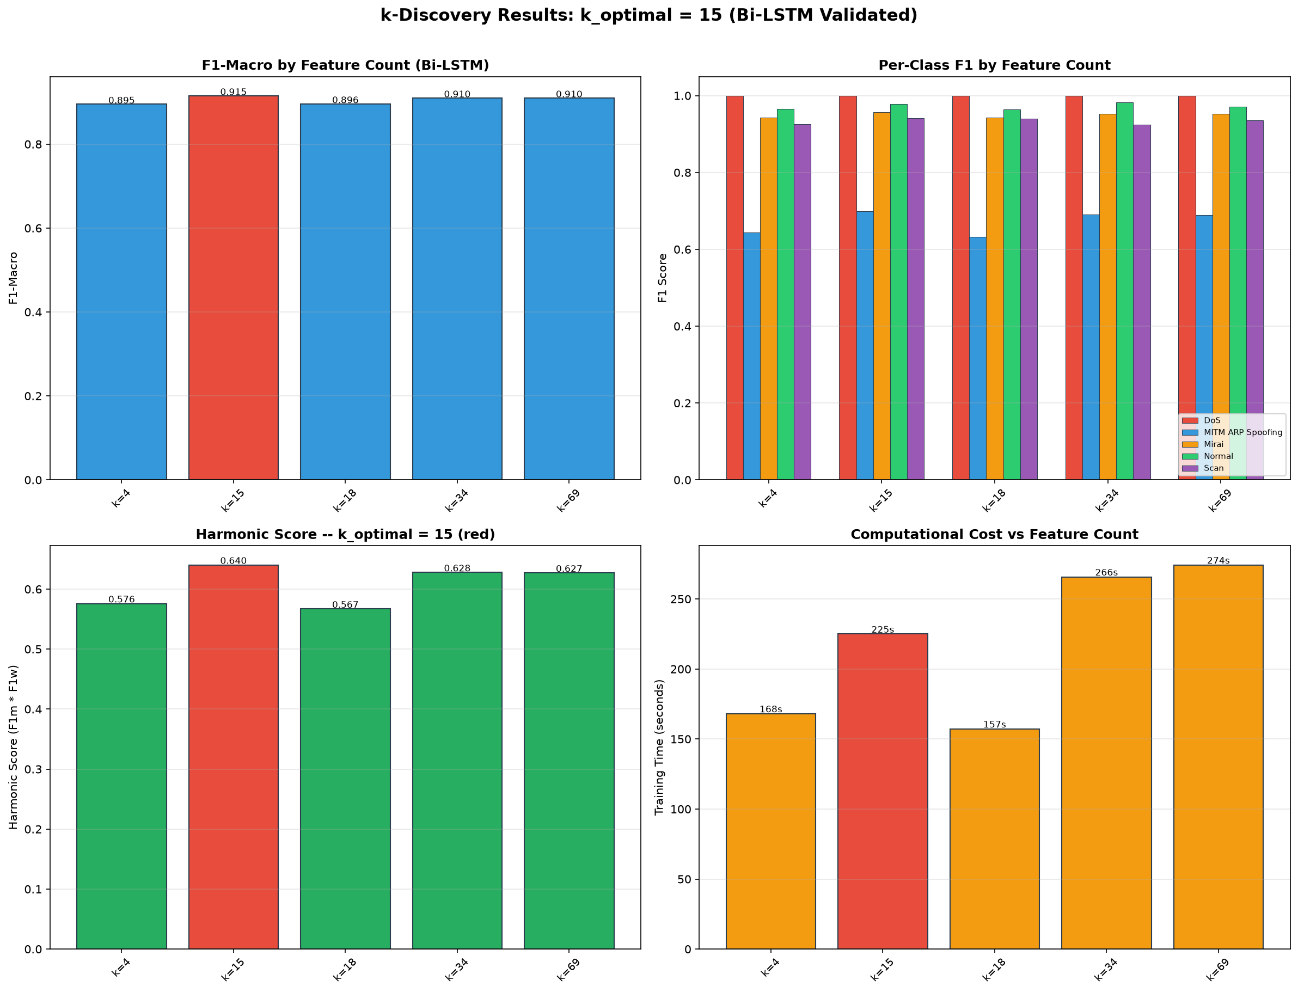 k-Discovery Results: k_optimal = 15 (Bi-LSTM Validated)
F1-Macro by Feature Count (Bi-LSTM)
F1-Macro
0.8
0.6
0.4
0.2
0.0
0.895
0.915
0.896
0.910
0.910
k=4
k=15
k=18
k=34
k=69
Per-Class F1 by Feature Count
F1 Score
1.0
0.8
0.6
0.4
0.2
0.0
DoS
MITM ARP Spoofing
Mirai
Normal
Scan
k=4
k=15
k=18
k=34
k=69
Harmonic Score -- k_optimal = 15 (red)
Harmonic Score (F1m * F1w)
0.6
0.5
0.4
0.3
0.2
0.1
0.0
0.576
0.640
0.567
0.628
0.627
k=4
k=15
k=18
k=34
k=69
Computational Cost vs Feature Count
Training Time (seconds)
250
200
150
100
50
0
168s
225s
157s
266s
274s
k=4
k=15
k=18
k=34
k=69